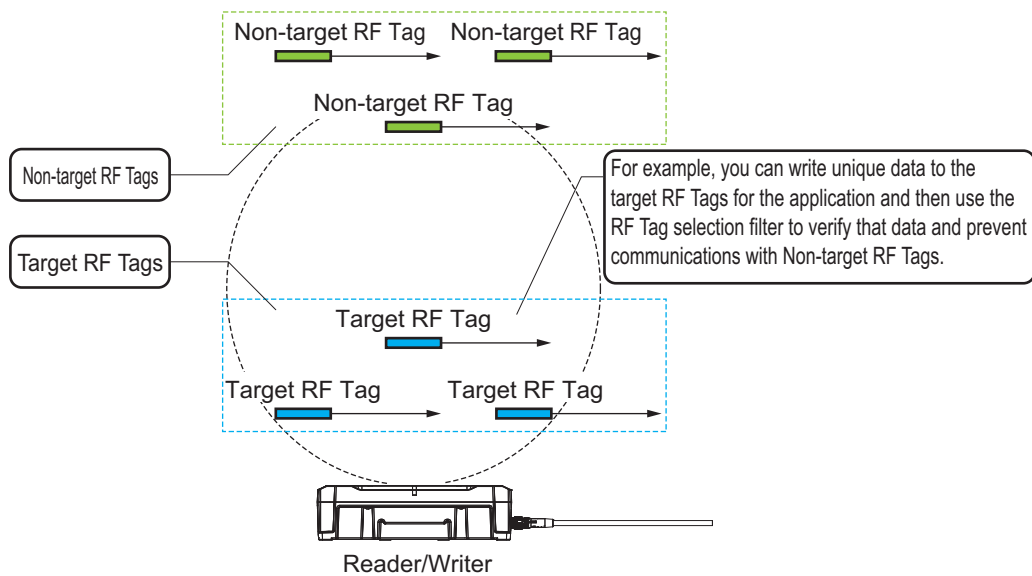 Non-target RF Tag
Non-target RF Tag
Non-target RF Tag
Non-target RF Tags
For example, you can write unique data to the
target RF Tags for the application and then use the
RF Tag selection filter to verify that data and prevent
communications with Non-target RF Tags.
Target RF Tags
Target RF Tag
Target RF Tag
Target RF Tag
Reader/Writer